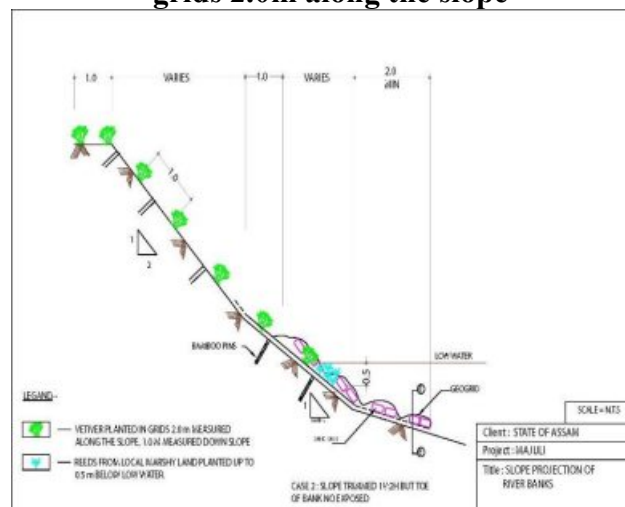 grids 2.0m along the slope
1.0
VARIES
1.0
VARIES
2.0
MIN
1.0
1
2
BAMBOO PINS
LOW WATER
0.5
GEOGRID
1
SCALE = NTS
LEGAND:-
VETIVER PLANTED IN GRIDS 2.0 m MEASURED
ALONG THE SLOPE, 1.0 M MEASURED DOWN SLOPE
REEDS FROM LOCAL MARSHY LAND PLANTED UP TO
0.5 m BELOW LOW WATER
CASE 2 : SLOPE TRIMMED 1V:2H BUT TOE
OF BANK NO EXPOSED
Client : STATE OF ASSAM
Project : MAJULI
Title : SLOPE PROJECTION OF
RIVER BANKS